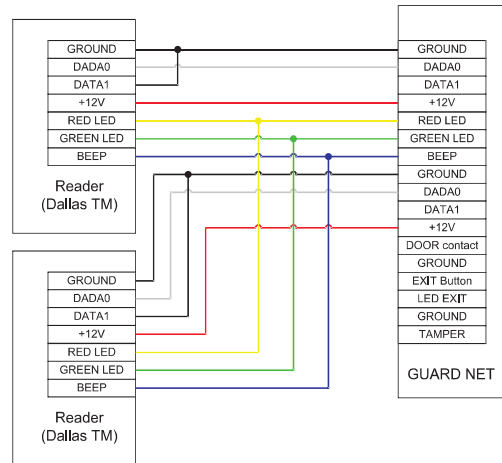 GROUND
DADA0
DATA1
+12V
RED LED
GREEN LED
BEEP
Reader
(Dallas TM)
GROUND
DADA0
DATA1
+12V
RED LED
GREEN LED
BEEP
Reader
(Dallas TM)
GROUND
DADA0
DATA1
+12V
RED LED
GREEN LED
BEEP
GROUND
DADA0
DATA1
+12V
DOOR contact
GROUND
EXIT Button
LED EXIT
GROUND
TAMPER
GUARD NET